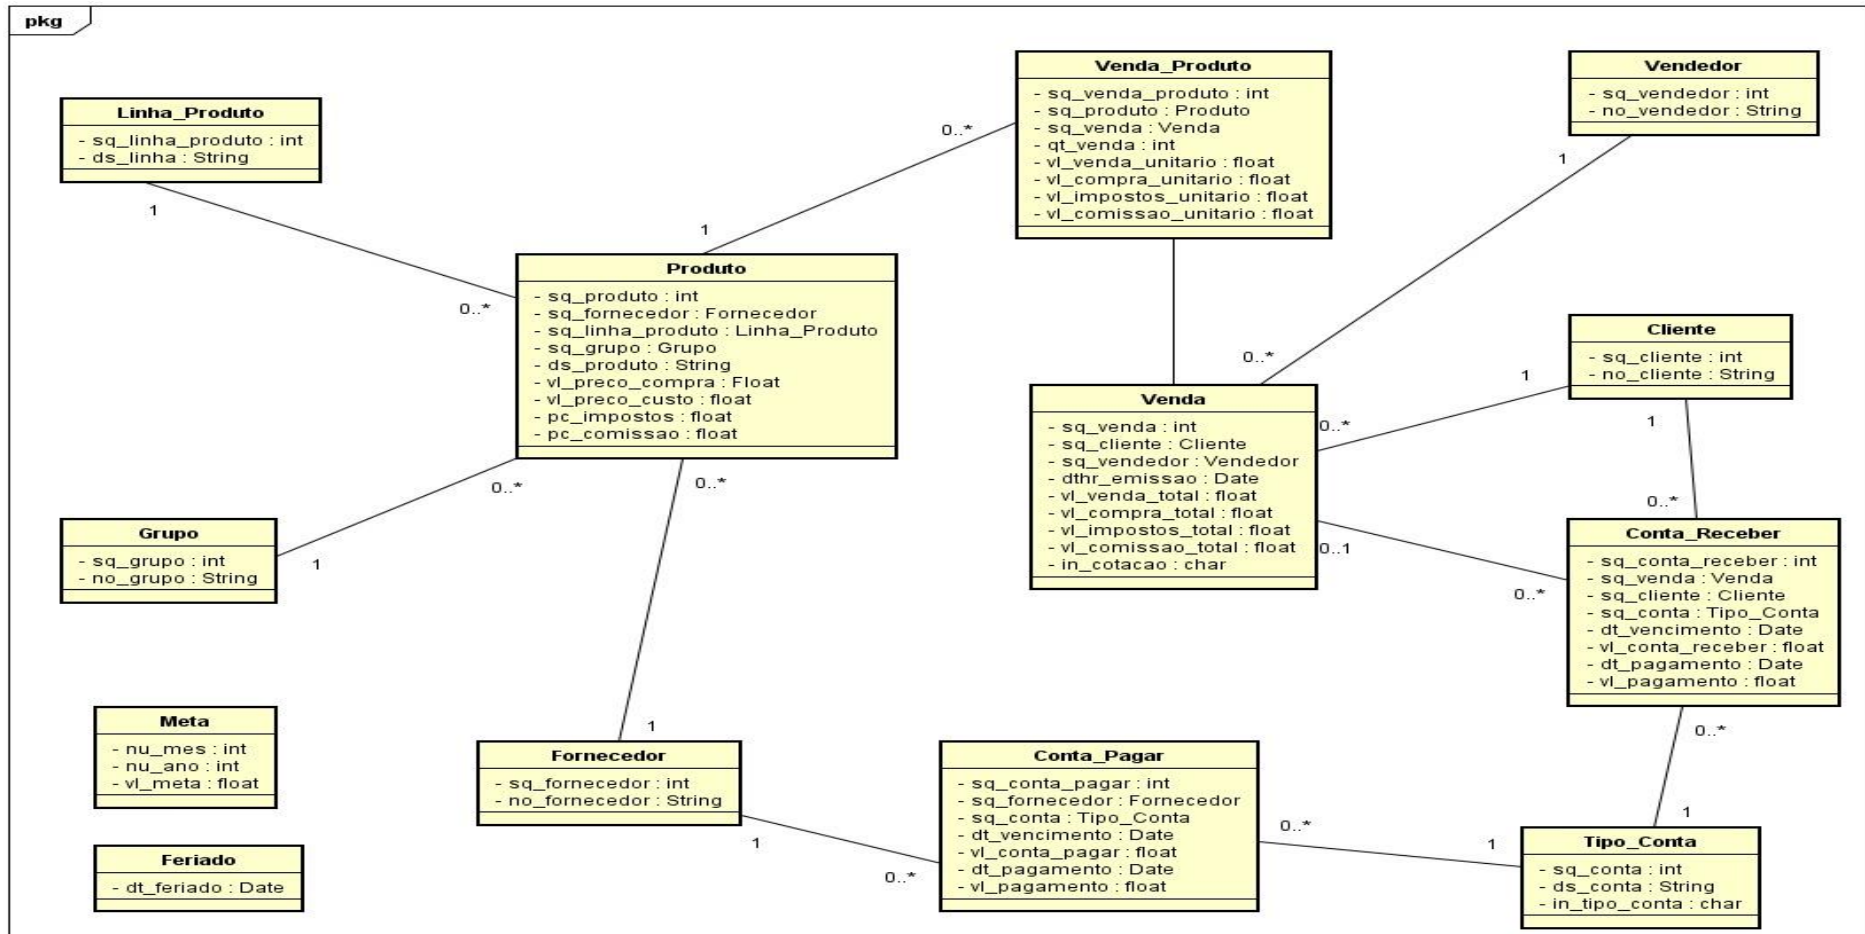 pkg
Linha_Produto
- sq_linha_produto : int
- ds_linha : String
1
0..*
Venda_Produto
- sq_venda_produto : int
- sq_produto : Produto
- sq_venda : Venda
- qt_venda : int
- vl_venda_unitario : float
- vl_compra_unitario : float
- vl_impostos_unitario : float
- vl_comissao_unitario : float
0..*
1
Vendedor
- sq_vendedor : int
- no_vendedor : String
1
0..*
Produto
- sq_produto : int
- sq_fornecedor : Fornecedor
- sq_linha_produto : Linha_Produto
- sq_grupo : Grupo
- ds_produto : String
- vl_preco_compra : Float
- vl_preco_custo : float
- pc_impostos : float
- pc_comissao : float
0..*
0..*
Cliente
- sq_cliente : int
- no_cliente : String
1
1
0..*
0..*
Venda
- sq_venda : int
- sq_cliente : Cliente
- sq_vendedor : Vendedor
- dthr_emissao : Date
- vl_venda_total : float
- vl_compra_total : float
- vl_impostos_total : float
- vl_comissao_total : float
- in_cotacao : char
0..1
0..*
Grupo
- sq_grupo : int
- no_grupo : String
1
Conta_Receber
- sq_conta_receber : int
- sq_venda : Venda
- sq_cliente : Cliente
- sq_conta : Tipo_Conta
- dt_vencimento : Date
- vl_conta_receber : float
- dt_pagamento : Date
- vl_pagamento : float
0..*
1
Meta
- nu_mes : int
- nu_ano : int
- vl_meta : float
1
Fornecedor
- sq_fornecedor : int
- no_fornecedor : String
1
0..*
Conta_Pagar
- sq_conta_pagar : int
- sq_fornecedor : Fornecedor
- sq_conta : Tipo_Conta
- dt_vencimento : Date
- vl_conta_pagar : float
- dt_pagamento : Date
- vl_pagamento : float
0..*
1
Tipo_Conta
- sq_conta : int
- ds_conta : String
- in_tipo_conta : char
Feriado
- dt_feriado : Date